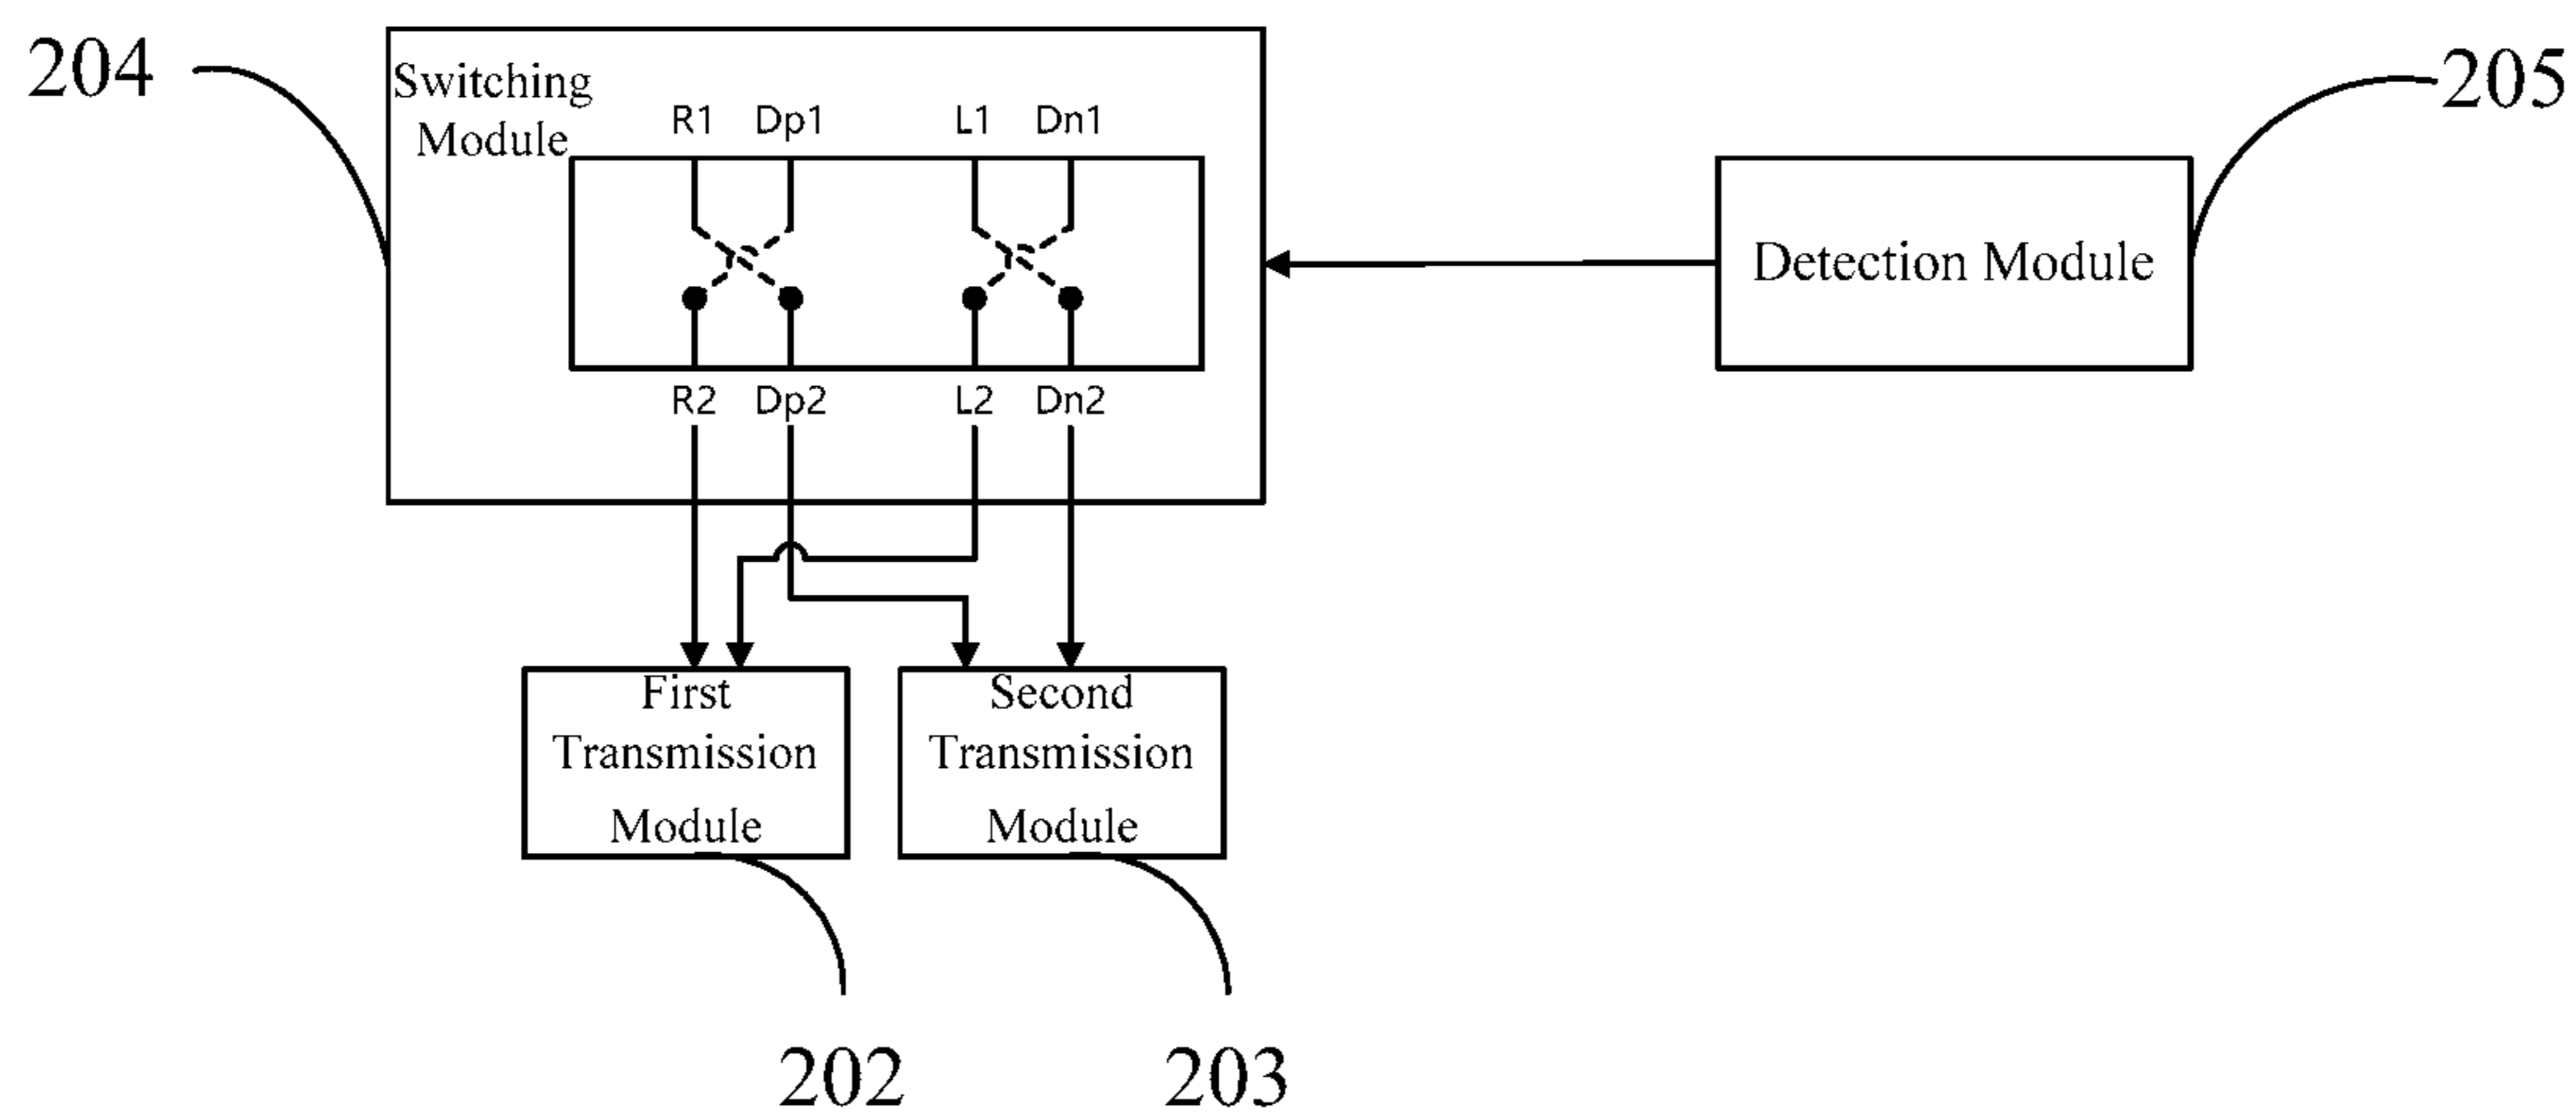 204
205
Switching
Module
R1 Dp1 L1 Dn1
Detection Module
R2 Dp2 L2 Dn2
First
Transmission
Module
Second
Transmission
Module
202
203